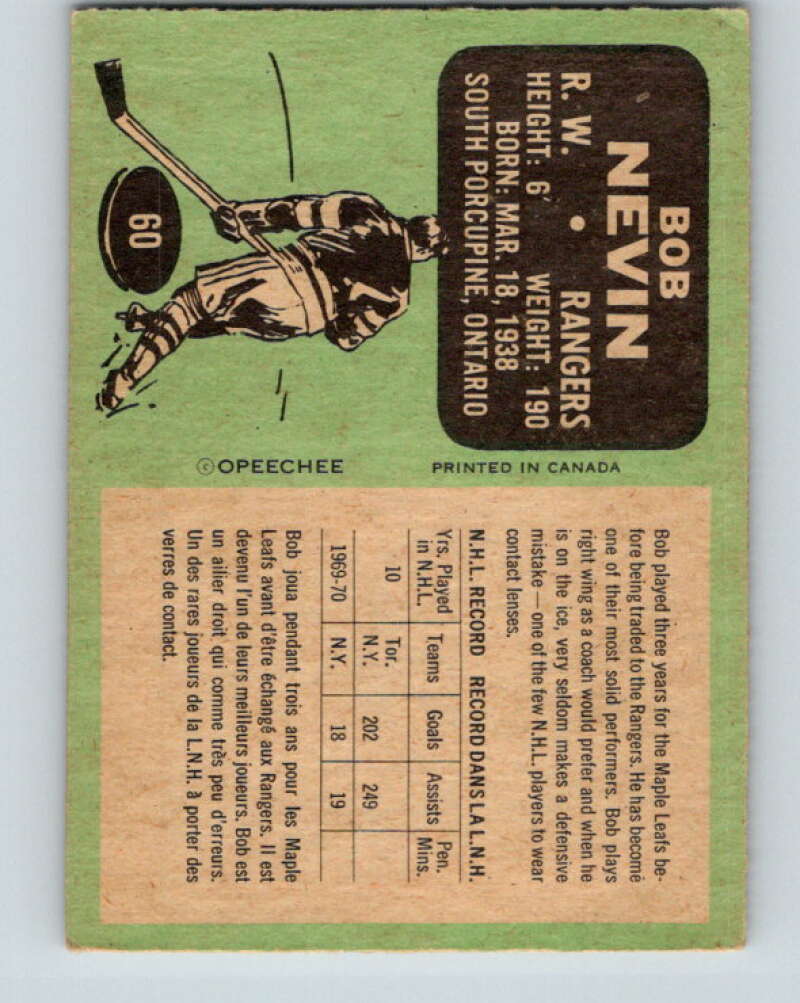 BOB
NEVIN
R. W. • RANGERS
HEIGHT: 6' WEIGHT: 190
BORN: MAR. 18, 1938
SOUTH PORCUPINE, ONTARIO
60
©OPEECHEE
PRINTED IN CANADA
Bob played three years for the Maple Leafs be-
fore being traded to the Rangers. He has become
one of their most solid performers. Bob plays
right wing as a coach would prefer and when he
is on the ice, very seldom makes a defensive
mistake — one of the few N.H.L. players to wear
contact lenses.
N.H.L. RECORD RECORD DANS LA L.N.H.
Yrs. Played in N.H.L. Teams Goals Assists Pen. Mins.
10 Tor. N.Y. 202 249
1969-70 N.Y. 18 19
Bob joua pendant trois ans pour les Maple
Leafs avant d'être échangé aux Rangers. Il est
devenu l'un de leurs meilleurs joueurs. Bob est
un ailier droit qui comme très peu d'erreurs.
Un des rares joueurs de la L.N.H. à porter des
verres de contact.